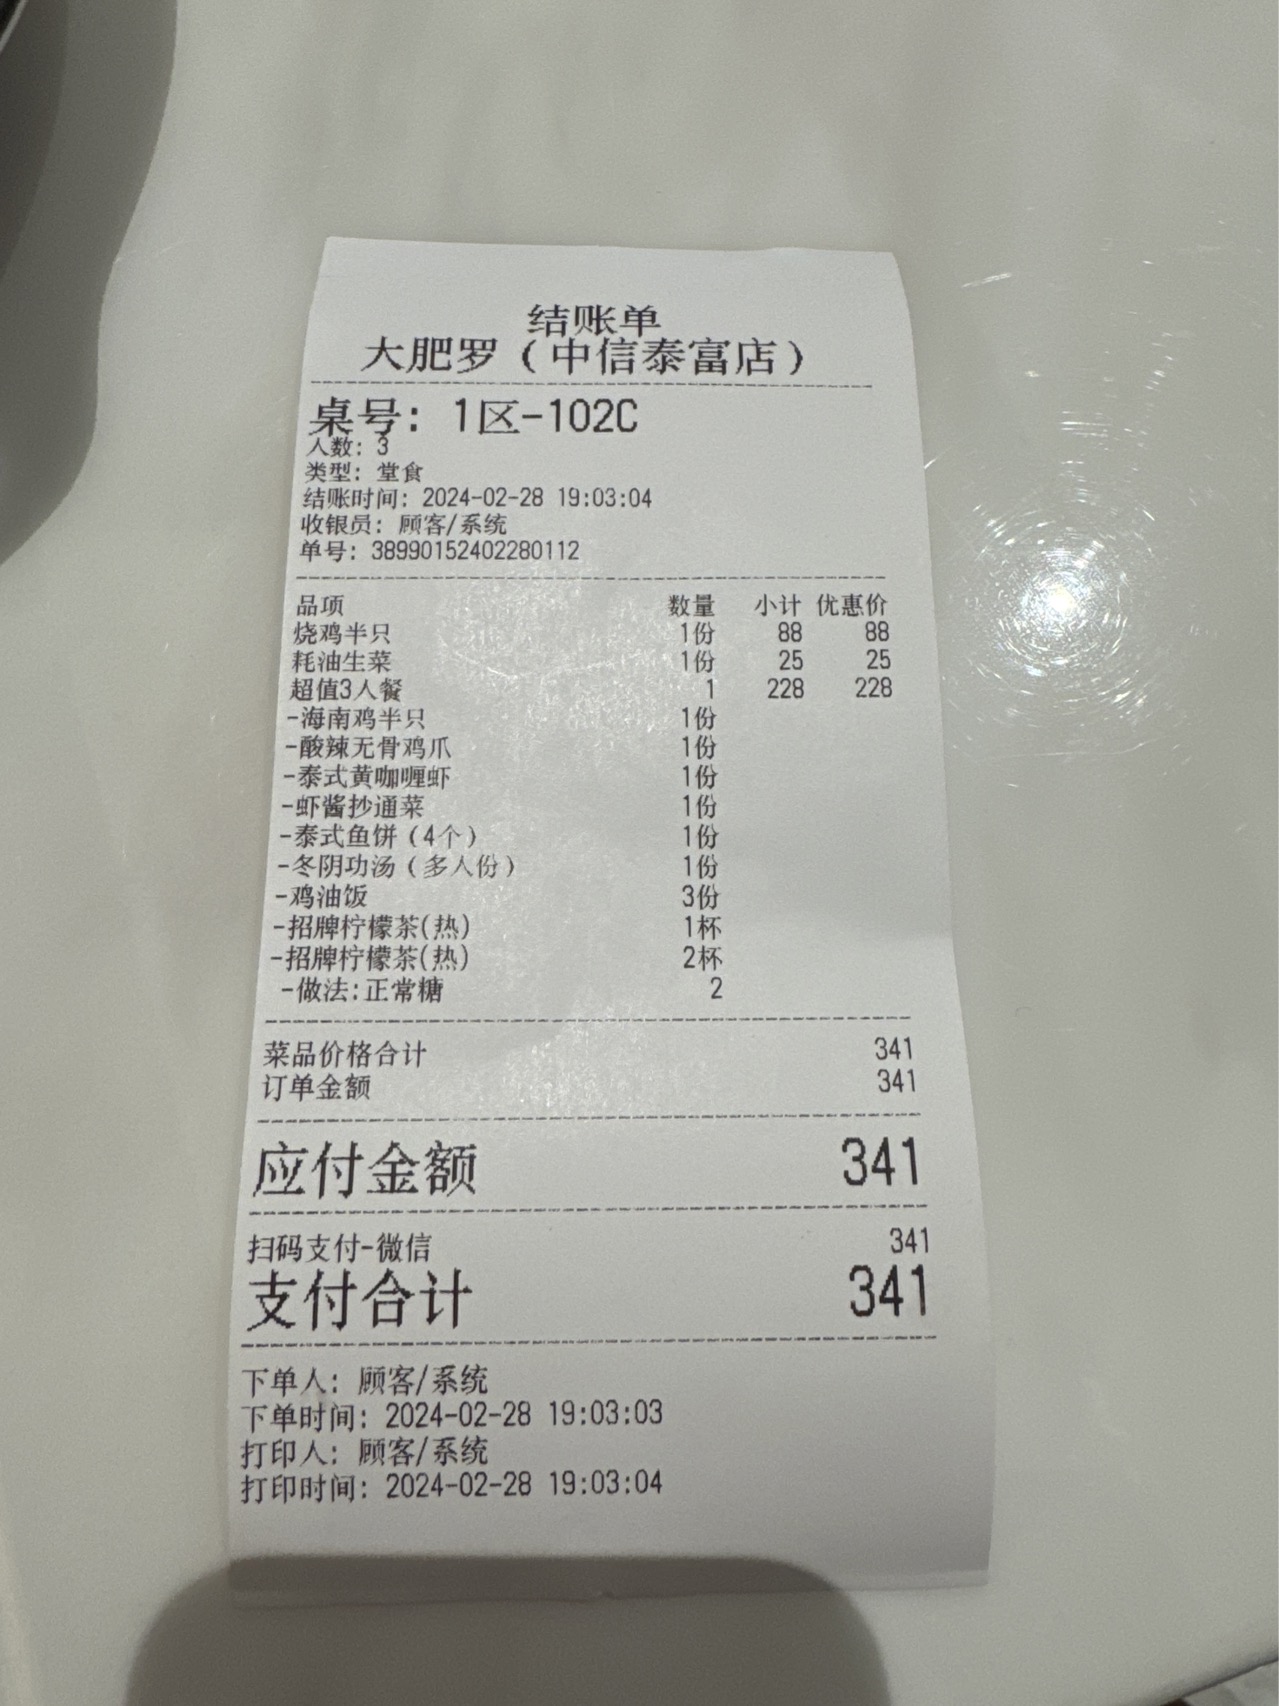 结账单
大肥罗（中信泰富店）
桌号： 1区-102C
人数：3
类型：堂食
结账时间：2024-02-28 19:03:04
收银员：顾客/系统
单号：38990152402280112
品项 数量 小计 优惠价
烧鸡半只 1份 88 88
耗油生菜 1份 25 25
超值3人餐 1 228 228
-海南鸡半只 1份
-酸辣无骨鸡爪 1份
-泰式黄咖喱虾 1份
-虾酱抄通菜 1份
-泰式鱼饼（4个） 1份
-冬阴功汤（多人份） 1份
-鸡油饭 3份
-招牌柠檬茶(热) 1杯
-招牌柠檬茶(热) 2杯
-做法:正常糖 2
菜品价格合计 341
订单金额 341
应付金额 341
扫码支付-微信 341
支付合计 341
下单人：顾客/系统
下单时间：2024-02-28 19:03:03
打印人：顾客/系统
打印时间：2024-02-28 19:03:04